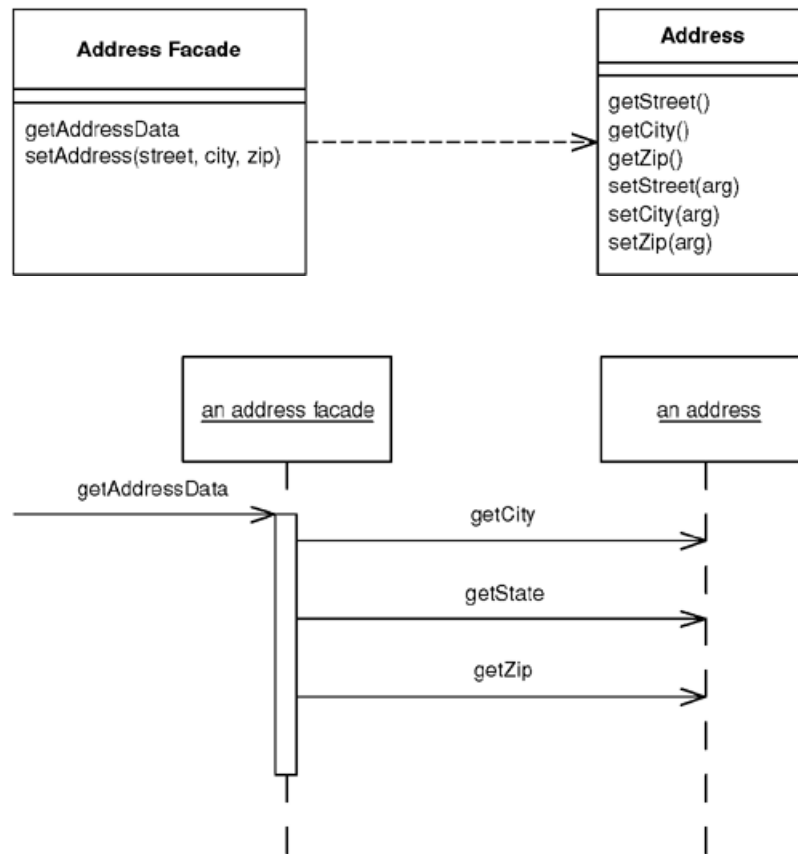 Address Facade
getAddressData
setAddress(street, city, zip)
Address
getStreet()
getCity()
getZip()
setStreet(arg)
setCity(arg)
setZip(arg)
an address facade
an address
getAddressData
getCity
getState
getZip